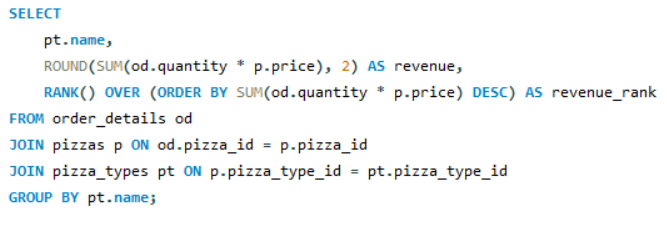 SELECT
pt.name,
ROUND(SUM(od.quantity * p.price), 2) AS revenue,
RANK() OVER (ORDER BY SUM(od.quantity * p.price) DESC) AS revenue_rank
FROM order_details od
JOIN pizzas p ON od.pizza_id = p.pizza_id
JOIN pizza_types pt ON p.pizza_type_id = pt.pizza_type_id
GROUP BY pt.name;